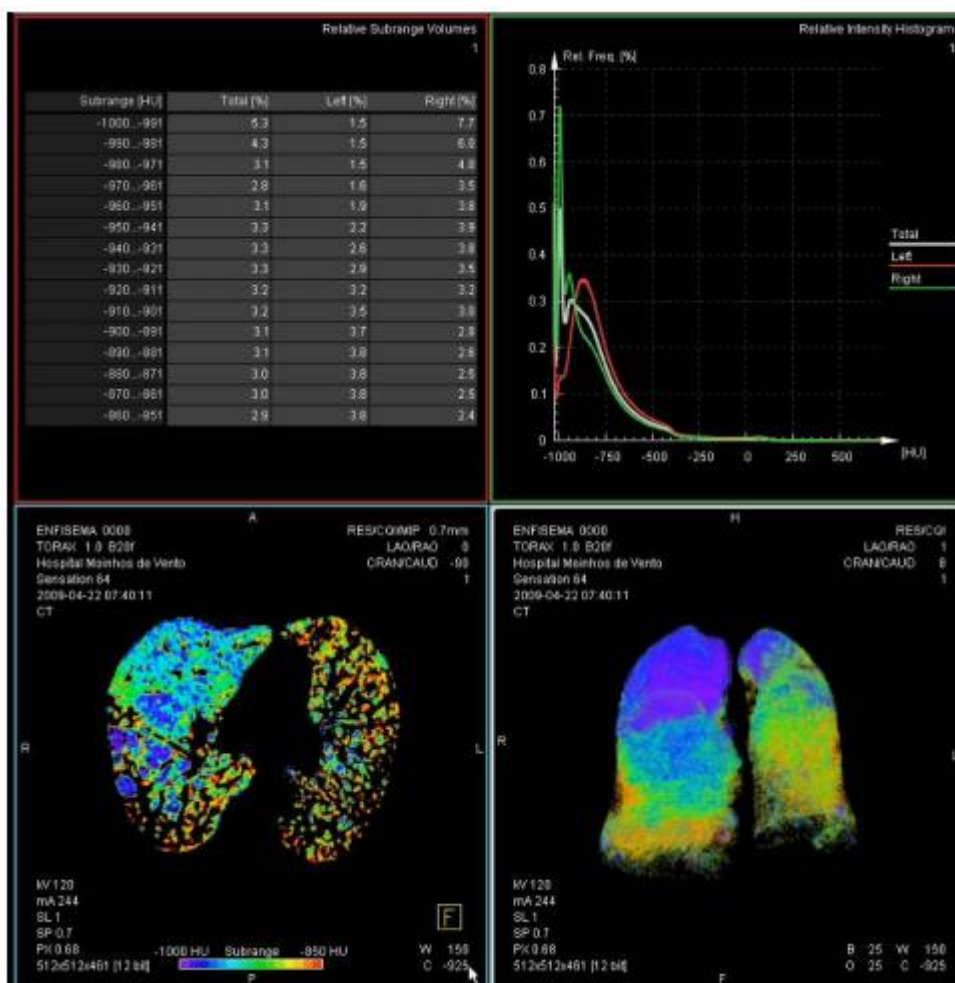 Relative Subrange Volumes
1
Subrange [HU] Total [%] Left [%] Right [%]
-1000...-991 5.3 1.5 7.7
-990...-981 4.3 1.5 6.0
-980...-971 3.1 1.5 4.0
-970...-961 2.8 1.6 3.5
-960...-951 3.1 1.9 3.8
-950...-941 3.3 2.2 3.9
-940...-931 3.3 2.6 3.8
-930...-921 3.3 2.9 3.5
-920...-911 3.2 3.2 3.2
-910...-901 3.2 3.5 3.0
-900...-891 3.1 3.7 2.8
-890...-881 3.1 3.8 2.6
-880...-871 3.0 3.8 2.5
-870...-861 3.0 3.8 2.5
-860...-851 2.9 3.8 2.4
Relative Intensity Histogram
1
Rel. Freq. [%]
0.8
0.7
0.6
0.5
0.4
0.3
0.2
0.1
0
-1000 -750 -500 -250 0 250 500
[HU]
Total
Left
Right
A
ENFISEMA 0000 RES/CQI/MIP 0.7mm
TORAX 1.0 B20f LAO/RAO 0
Hospital Moinhos de Vento CRAN/CAUD -90
Sensation 64 1
2009-04-22 07:40:11
CT
R
L
kV 120
mA 244
SL 1
SP 0.7
F
PX 0.68 -1000 HU Subrange -850 HU W 150
512x512x461 [12 bit] C -925
P
H
ENFISEMA 0000 RES/CQI
TORAX 1.0 B20f LAO/RAO 1
Hospital Moinhos de Vento CRAN/CAUD 8
Sensation 64 1
2009-04-22 07:40:11
CT
R
L
kV 120
mA 244
SL 1
SP 0.7
PX 0.68 B 25 W 150
512x512x461 [12 bit] O 25 C -925
F